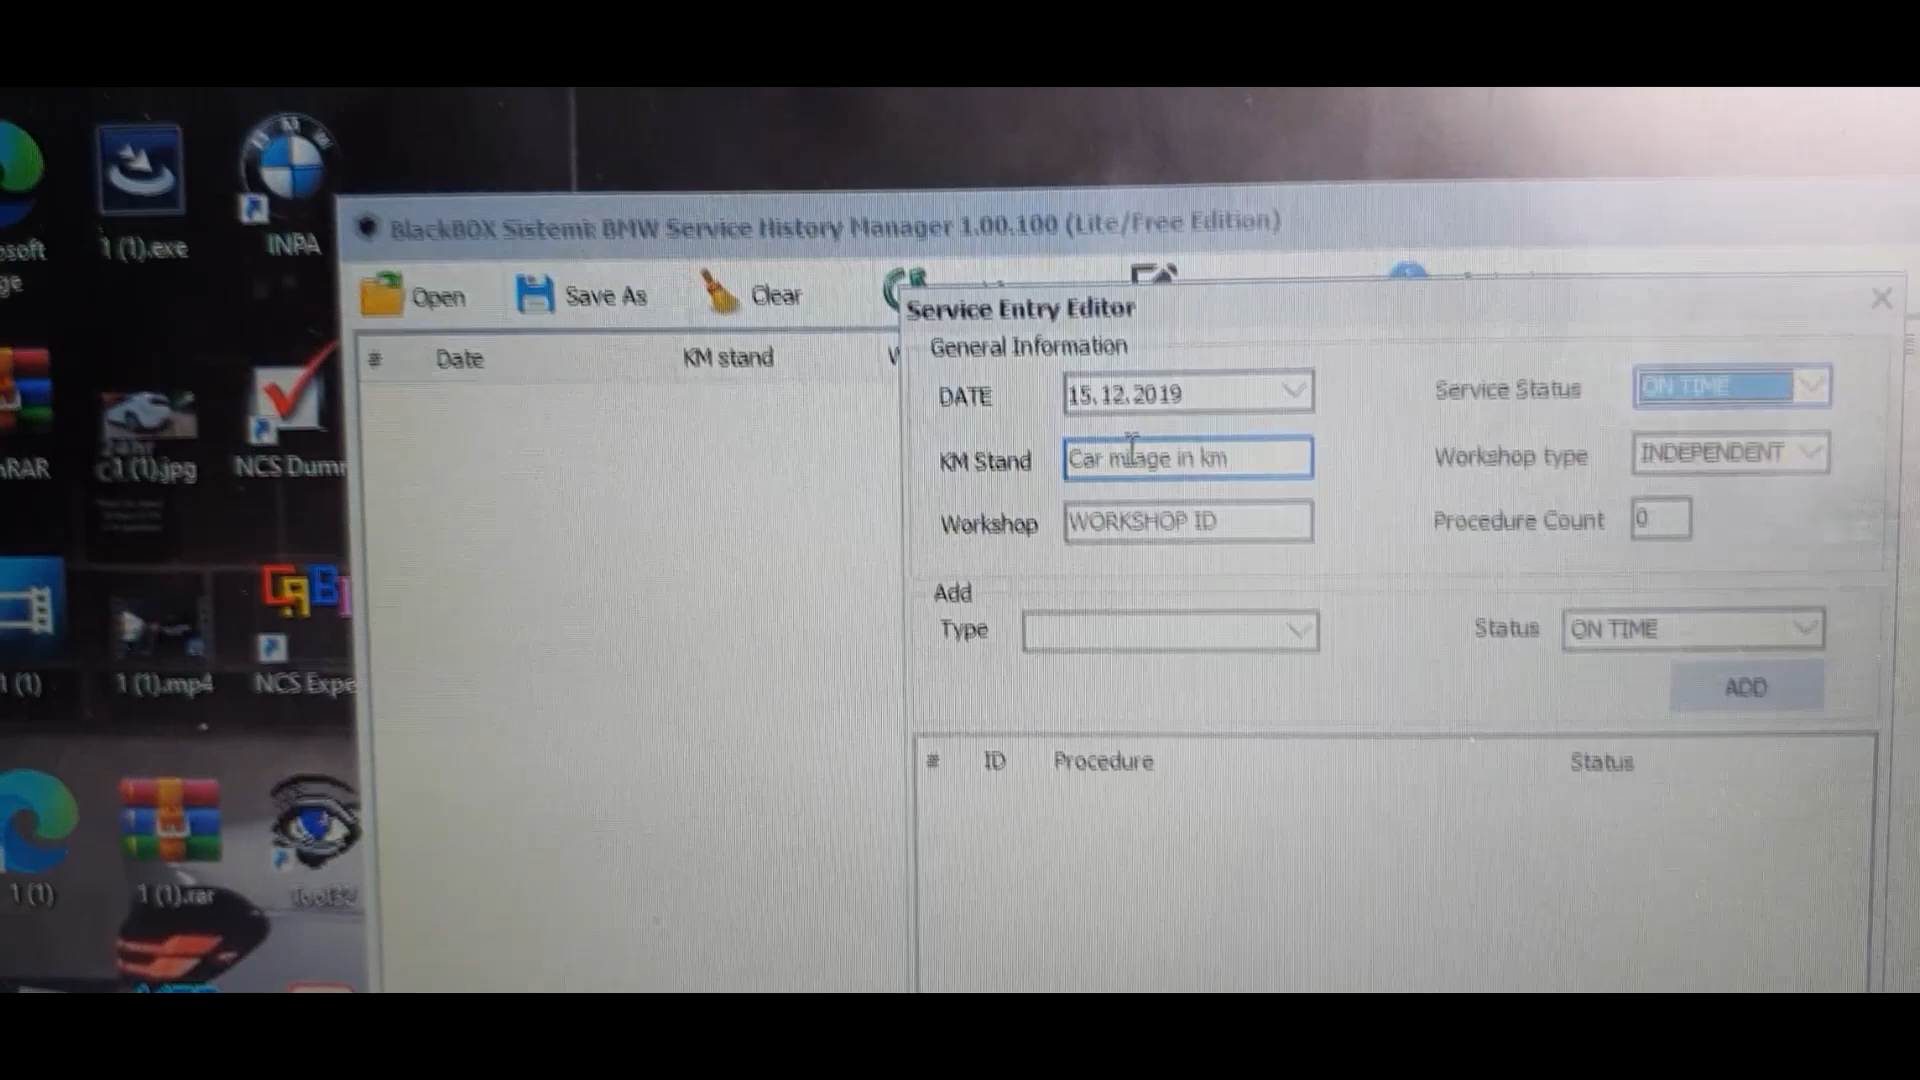 BlackBOX Sistemi: BMW Service History Manager 1.00.100 (Lite/Free Edition)
Open
Save As
Clear
#
Date
KM stand
Service Entry Editor
General Information
DATE
15.12.2019
Service Status
ON TIME
KM Stand
Car milage in km
Workshop type
INDEPENDENT
Workshop
WORKSHOP ID
Procedure Count
0
Add
Type
Status
ON TIME
ADD
#
ID
Procedure
Status
osoft
ge
1 (1).exe
INPA
nRAR
c1 (1).jpg
NCS Dumm
1 (1)
1 (1).mp4
NCS Expe
1 (1)
1 (1).rar
Tool32